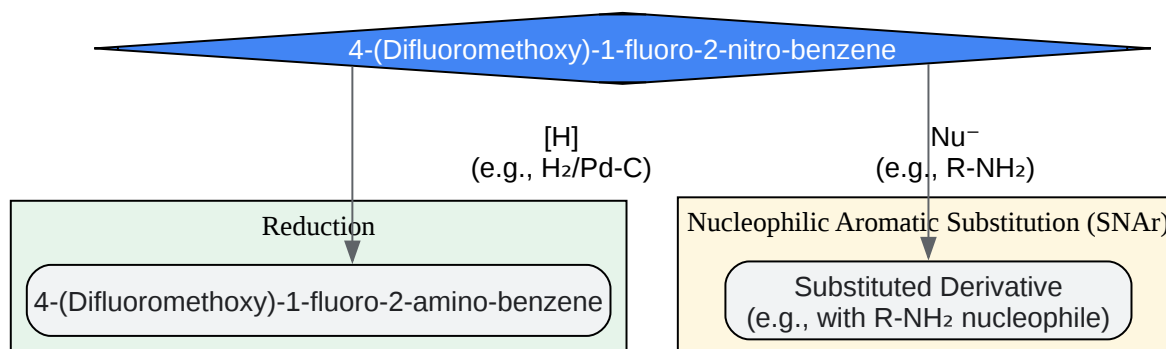 4-(Difluoromethoxy)-1-fluoro-2-nitro-benzene
[H]
(e.g., H₂/Pd-C)
Nu⁻
(e.g., R-NH₂)
Reduction
4-(Difluoromethoxy)-1-fluoro-2-amino-benzene
Nucleophilic Aromatic Substitution (SNAr)
Substituted Derivative
(e.g., with R-NH₂ nucleophile)